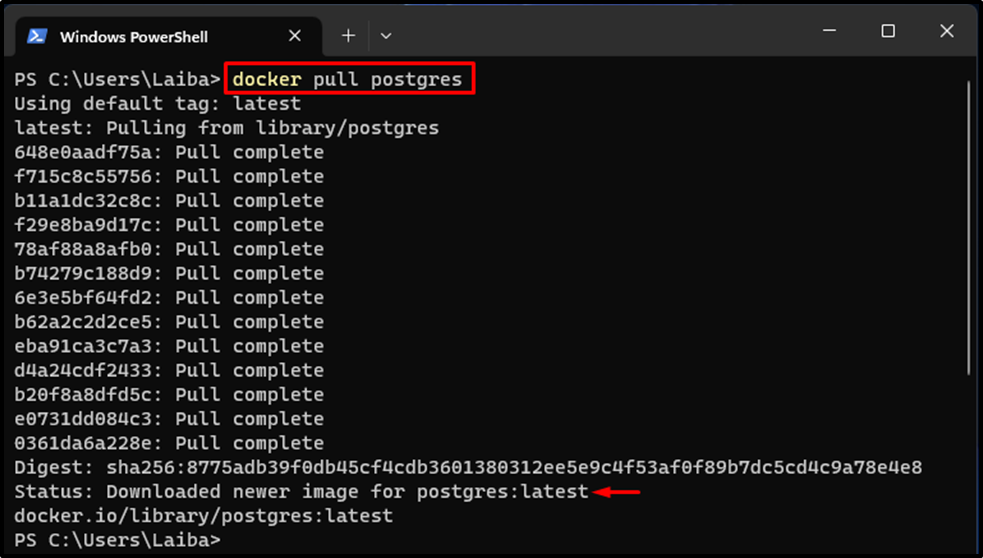 Windows PowerShell
PS C:\Users\Laiba> docker pull postgres
Using default tag: latest
latest: Pulling from library/postgres
648e0aadf75a: Pull complete
f715c8c55756: Pull complete
b11a1dc32c8c: Pull complete
f29e8ba9d17c: Pull complete
78af88a8afb0: Pull complete
b74279c188d9: Pull complete
6e3e5bf64fd2: Pull complete
b62a2c2d2ce5: Pull complete
eba91ca3c7a3: Pull complete
d4a24cdf2433: Pull complete
b20f8a8dfd5c: Pull complete
e0731dd084c3: Pull complete
0361da6a228e: Pull complete
Digest: sha256:8775adb39f0db45cf4cdb3601380312ee5e9c4f53af0f89b7dc5cd4c9a78e4e8
Status: Downloaded newer image for postgres:latest
docker.io/library/postgres:latest
PS C:\Users\Laiba>